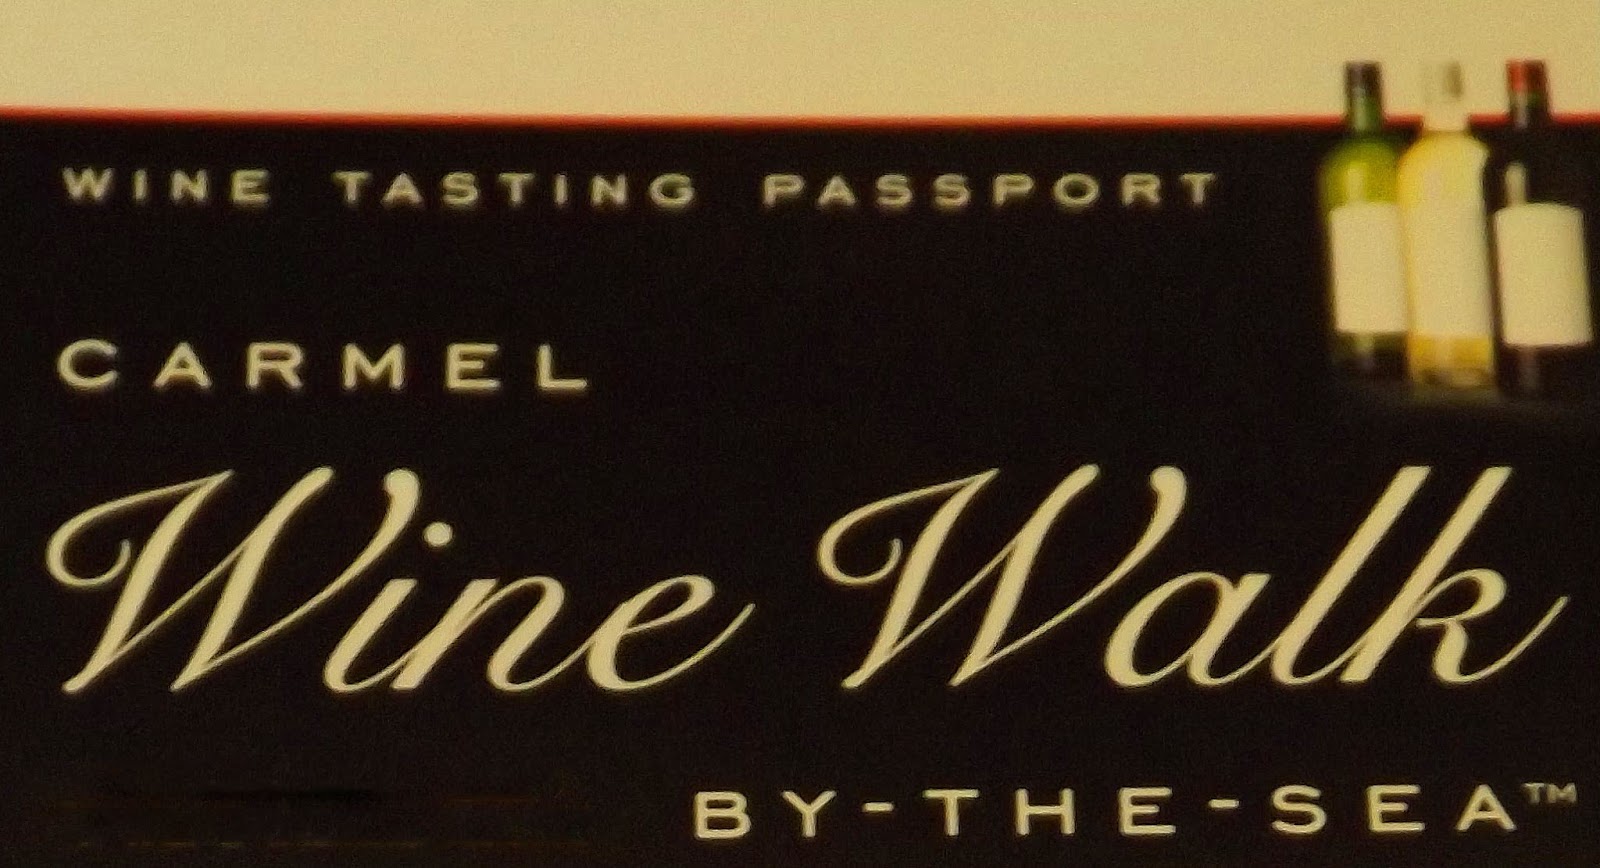 WINE TASTING PASSPORT
CARMEL
Wine Walk
BY-THE-SEA™